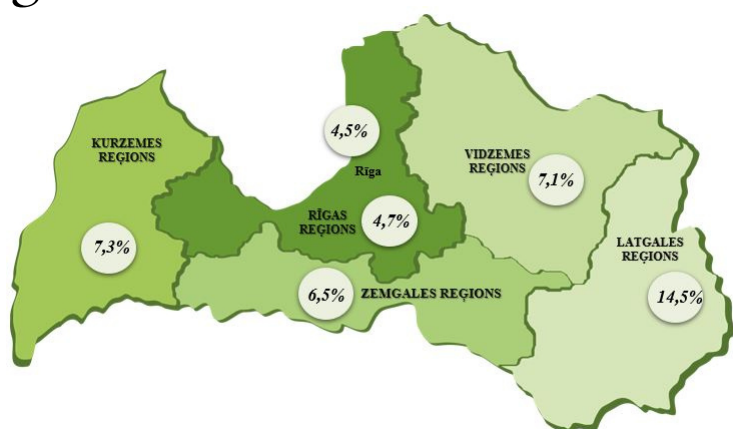 4,5%
Rīga
KURZEMES
REĢIONS
7,3%
VIDZEMES
REĢIONS
7,1%
RĪGAS
REĢIONS
4,7%
LATGALES
REĢIONS
14,5%
6,5%
ZEMGALES REĢIONS